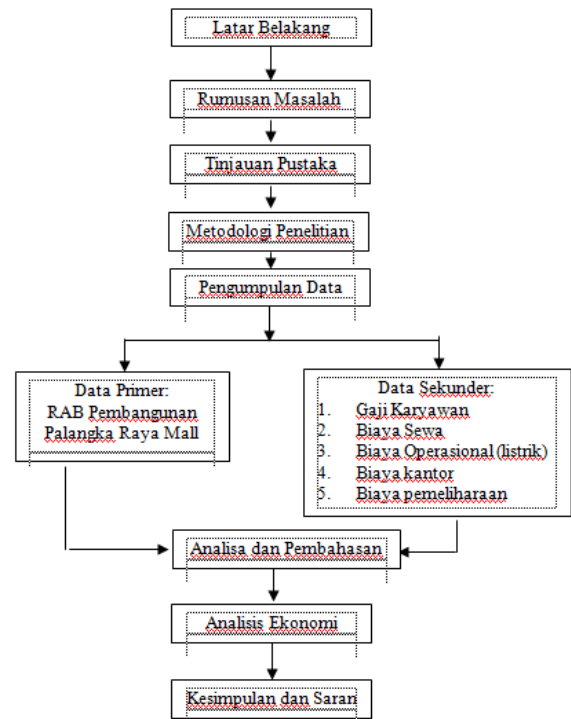 Latar Belakang
Rumusan Masalah
Tinjauan Pustaka
Metodologi Penelitian
Pengumpulan Data
Data Primer:
RAB Pembangunan
Palangka Raya Mall
Data Sekunder:
1. Gaji Karyawan
2. Biaya Sewa
3. Biaya Operasional (listrik)
4. Biaya kantor
5. Biaya pemeliharaan
Analisa dan Pembahasan
Analisis Ekonomi
Kesimpulan dan Saran